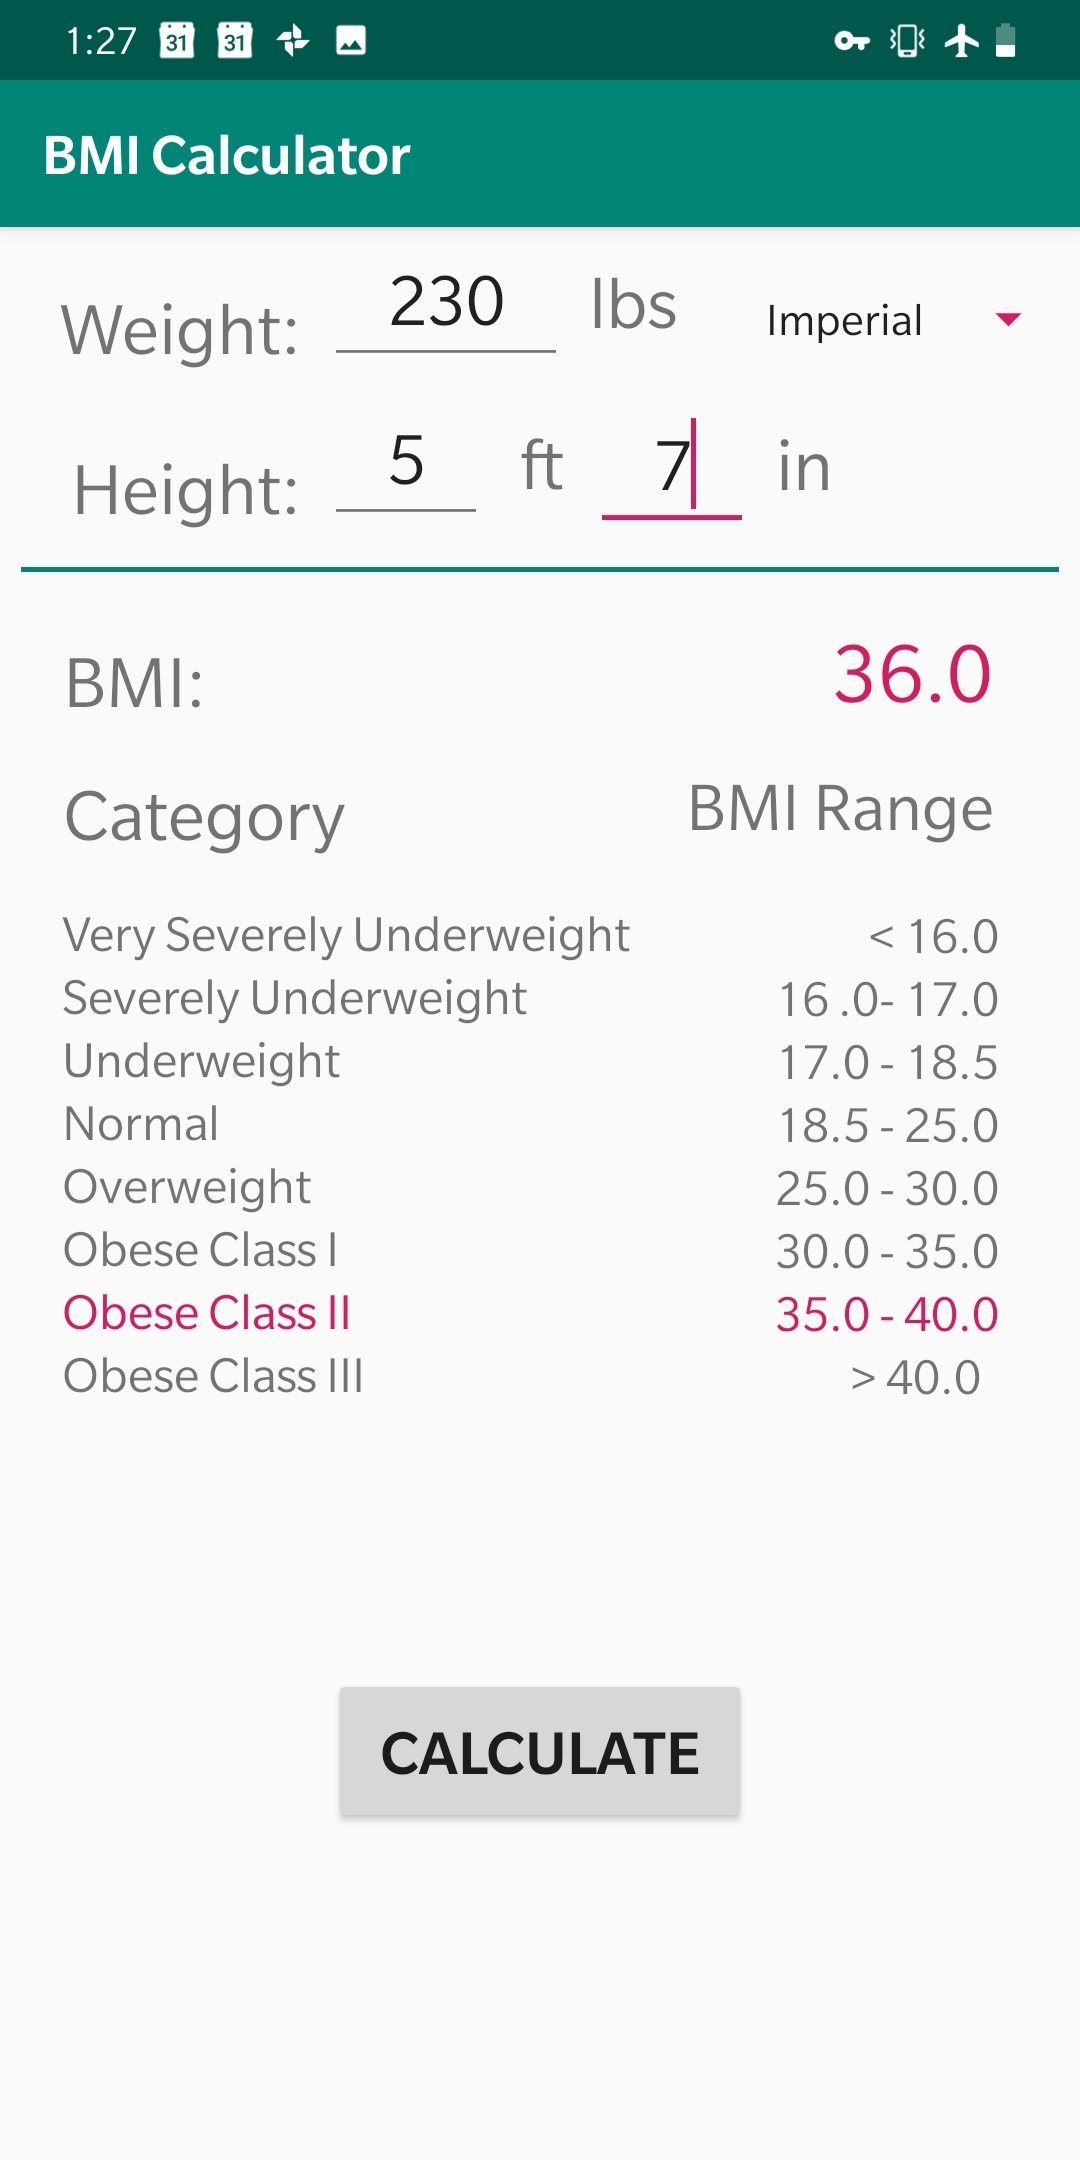 1:27 31 31
BMI Calculator
Weight: 230 lbs Imperial
Height: 5 ft 7 in
BMI: 36.0
Category BMI Range
Very Severely Underweight < 16.0
Severely Underweight 16 .0- 17.0
Underweight 17.0 - 18.5
Normal 18.5 - 25.0
Overweight 25.0 - 30.0
Obese Class I 30.0 - 35.0
Obese Class II 35.0 - 40.0
Obese Class III > 40.0
CALCULATE